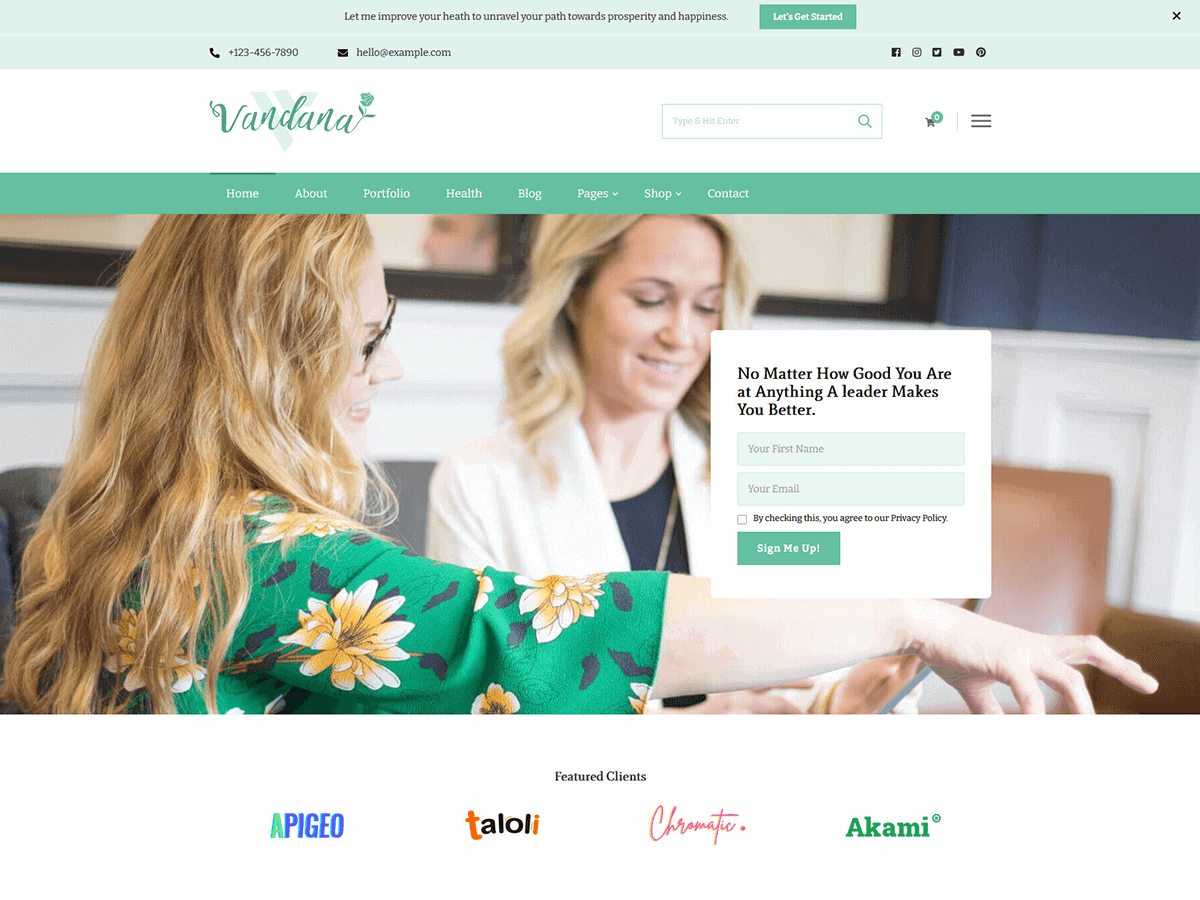 Let me improve your heath to unravel your path towards prosperity and happiness.
Let's Get Started
+123-456-7890
hello@example.com
Vandana
Type & Hit Enter
0
Home About Portfolio Health Blog Pages Shop Contact
No Matter How Good You Are
at Anything A leader Makes
You Better.
Your First Name
Your Email
By checking this, you agree to our Privacy Policy.
Sign Me Up!
Featured Clients
APIGEO taloli Chromatic. Akami®